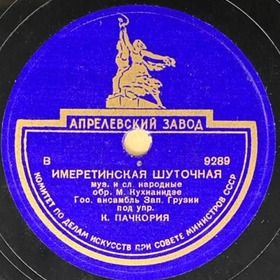 АПРЕЛЕВСКИЙ ЗАВОД
В 9289
ИМЕРЕТИНСКАЯ ШУТОЧНАЯ
муз. и сл. народные
обр. М. Кухианидзе
Гос. ансамбль Зап. Грузии
под упр.
К. ПАЧКОРИЯ
КОМИТЕТ ПО ДЕЛАМ ИСКУССТВ ПРИ СОВЕТЕ МИНИСТРОВ СССР